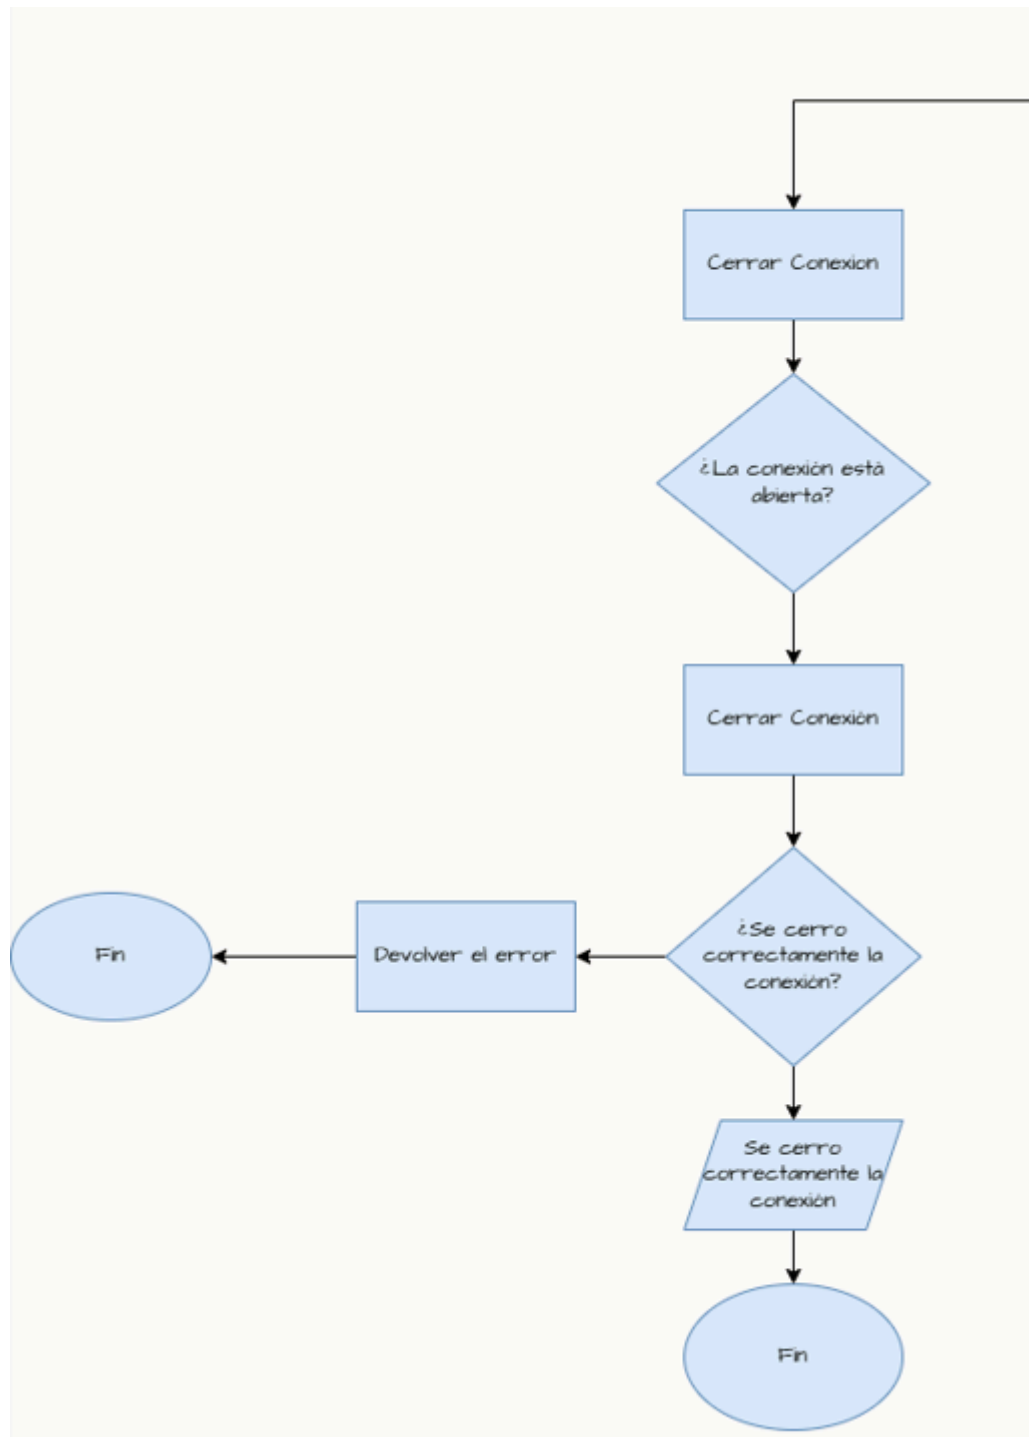 Cerrar Conexion
¿La conexión está
abierta?
Cerrar Conexión
¿Se cerro
correctamente la
conexión?
Devolver el error
Fin
Se cerro
correctamente la
conexión
Fin